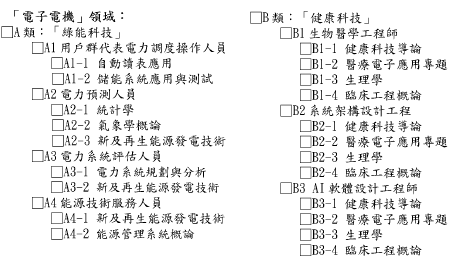 「電子電機」領域：
□A 類：「綠能科技」
□A1 用戶群代表電力調度操作人員
□A1-1 自動讀表應用
□A1-2 儲能系統應用與測試
□A2 電力預測人員
□A2-1 統計學
□A2-2 氣象學概論
□A2-3 新及再生能源發電技術
□A3 電力系統評估人員
□A3-1 電力系統規劃與分析
□A3-2 新及再生能源發電技術
□A4 能源技術服務人員
□A4-1 新及再生能源發電技術
□A4-2 能源管理系統概論
□B 類：「健康科技」
□B1 生物醫學工程師
□B1-1 健康科技導論
□B1-2 醫療電子應用專題
□B1-3 生理學
□B1-4 臨床工程概論
□B2 系統架構設計工程
□B2-1 健康科技導論
□B2-2 醫療電子應用專題
□B2-3 生理學
□B2-4 臨床工程概論
□B3 AI 軟體設計工程師
□B3-1 健康科技導論
□B3-2 醫療電子應用專題
□B3-3 生理學
□B3-4 臨床工程概論